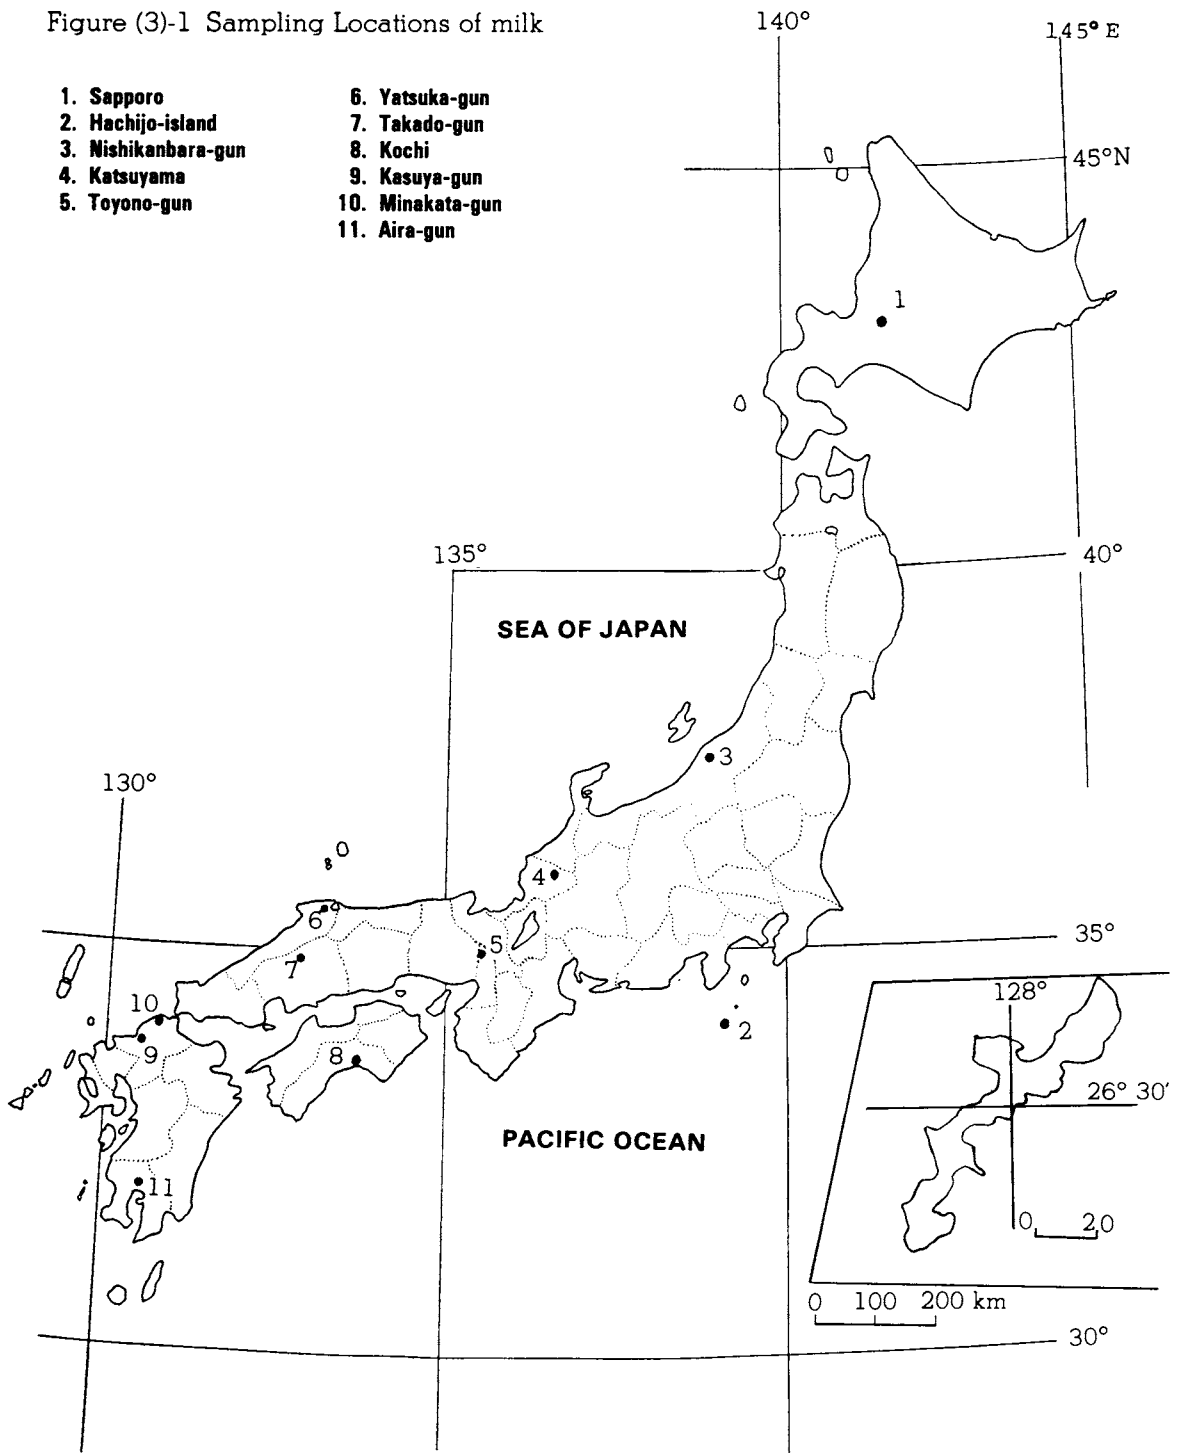 Figure (3)-1 Sampling Locations of milk
1. Sapporo
2. Hachijo-island
3. Nishikanbara-gun
4. Katsuyama
5. Toyono-gun
6. Yatsuka-gun
7. Takado-gun
8. Kochi
9. Kasuya-gun
10. Minakata-gun
11. Aira-gun
140°
145° E
45°N
1
135°
40°
SEA OF JAPAN
3
130°
4
6
5
35°
7
128°
10
2
9
8
26° 30'
PACIFIC OCEAN
11
0 20
0 100 200 km
30°